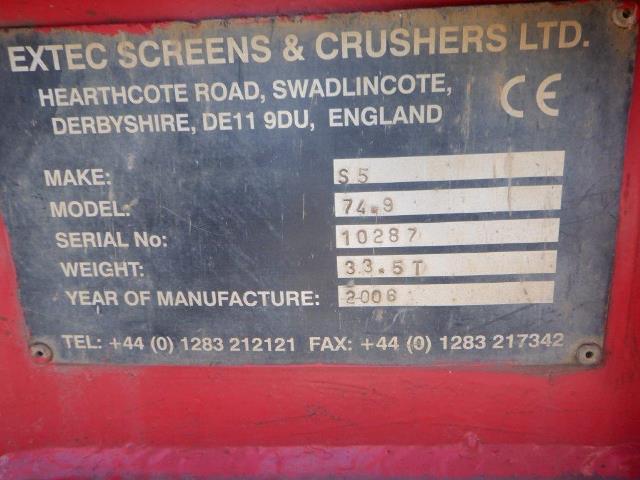 EXTEC SCREENS & CRUSHERS LTD.
HEARTHCOTE ROAD, SWADLINCOTE,
DERBYSHIRE, DE11 9DU, ENGLAND
CE
MAKE: S5
MODEL: 74.9
SERIAL No: 10287
WEIGHT: 33.5T
YEAR OF MANUFACTURE: 2006
TEL: +44 (0) 1283 212121 FAX: +44 (0) 1283 217342